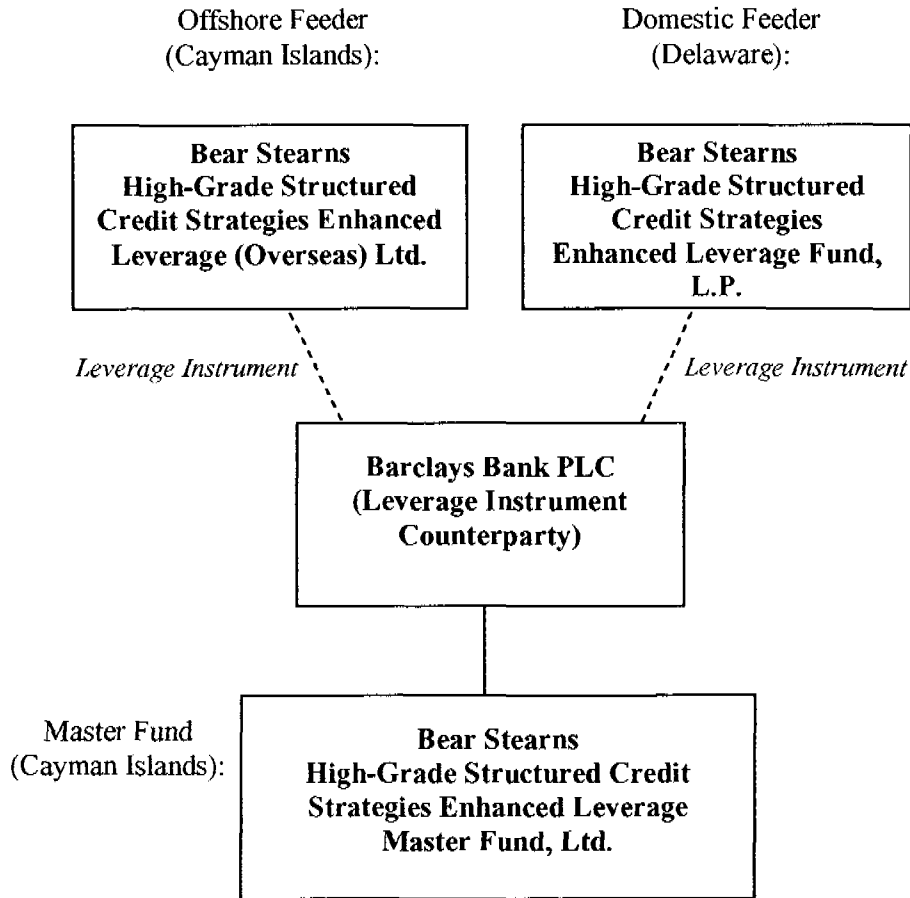 Offshore Feeder
(Cayman Islands):
Domestic Feeder
(Delaware):
Bear Stearns
High-Grade Structured
Credit Strategies Enhanced
Leverage (Overseas) Ltd.
Bear Stearns
High-Grade Structured
Credit Strategies
Enhanced Leverage Fund,
L.P.
Leverage Instrument
Leverage Instrument
Barclays Bank PLC
(Leverage Instrument
Counterparty)
Master Fund
(Cayman Islands):
Bear Stearns
High-Grade Structured Credit
Strategies Enhanced Leverage
Master Fund, Ltd.